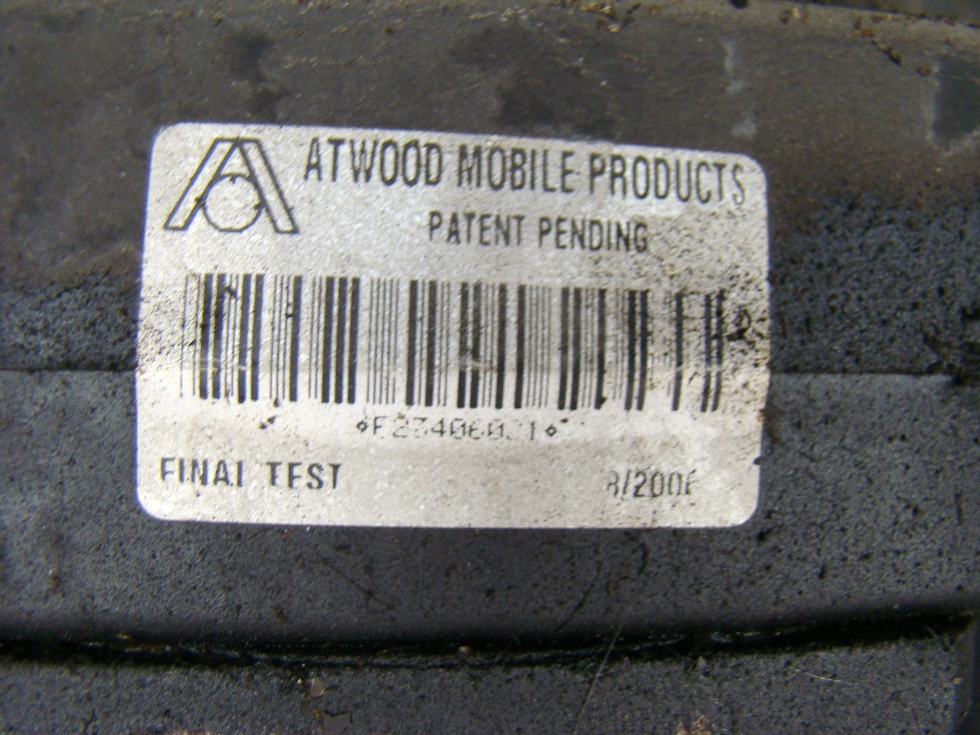 ATWOOD MOBILE PRODUCTS
PATENT PENDING
FINAL TEST